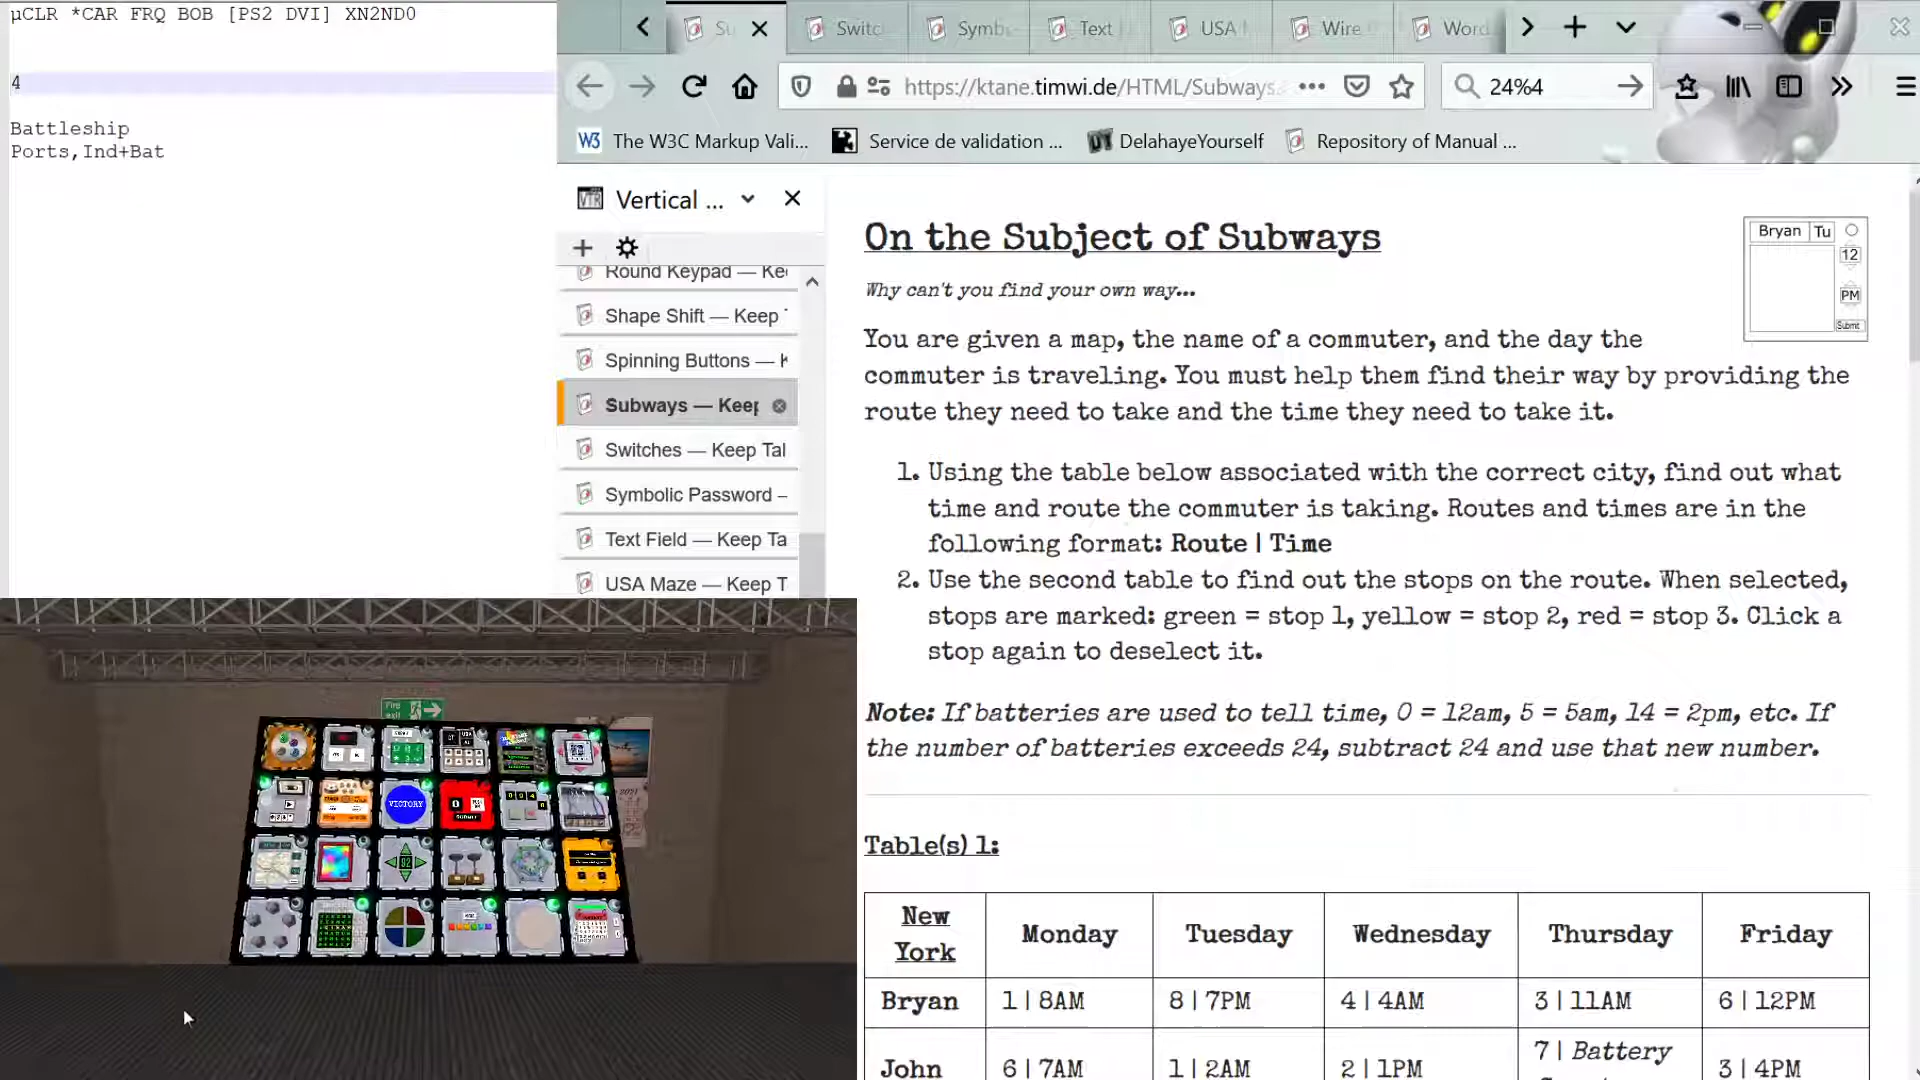 µCLR *CAR FRQ BOB [PS2 DVI] XN2ND0
4
Battleship
Ports,Ind+Bat
Su
Switc
Symb
Text
USA
Wire
Word
https://ktane.timwi.de/HTML/Subways.
24%4
The W3C Markup Vali...
Service de validation ...
DelahayeYourself
Repository of Manual ...
Vertical ...
Round Keypad — Ke
Shape Shift — Keep
Spinning Buttons —
Subways — Keep
Switches — Keep Tal
Symbolic Password –
Text Field — Keep Ta
USA Maze — Keep T
On the Subject of Subways
Bryan Tu
12
PM
Submit
Why can't you find your own way...
You are given a map, the name of a commuter, and the day the
commuter is traveling. You must help them find their way by providing the
route they need to take and the time they need to take it.
1. Using the table below associated with the correct city, find out what
time and route the commuter is taking. Routes and times are in the
following format: Route | Time
2. Use the second table to find out the stops on the route. When selected,
stops are marked: green = stop 1, yellow = stop 2, red = stop 3. Click a
stop again to deselect it.
Note: If batteries are used to tell time, 0 = 12am, 5 = 5am, 14 = 2pm, etc. If
the number of batteries exceeds 24, subtract 24 and use that new number.
Table(s) 1:
New York Monday Tuesday Wednesday Thursday Friday
Bryan 1 | 8AM 8 | 7PM 4 | 4AM 3 | 11AM 6 | 12PM
John 6 | 7AM 1 | 2AM 2 | 1PM 7 | Battery 3 | 4PM
Fire exit
VICTORY
92